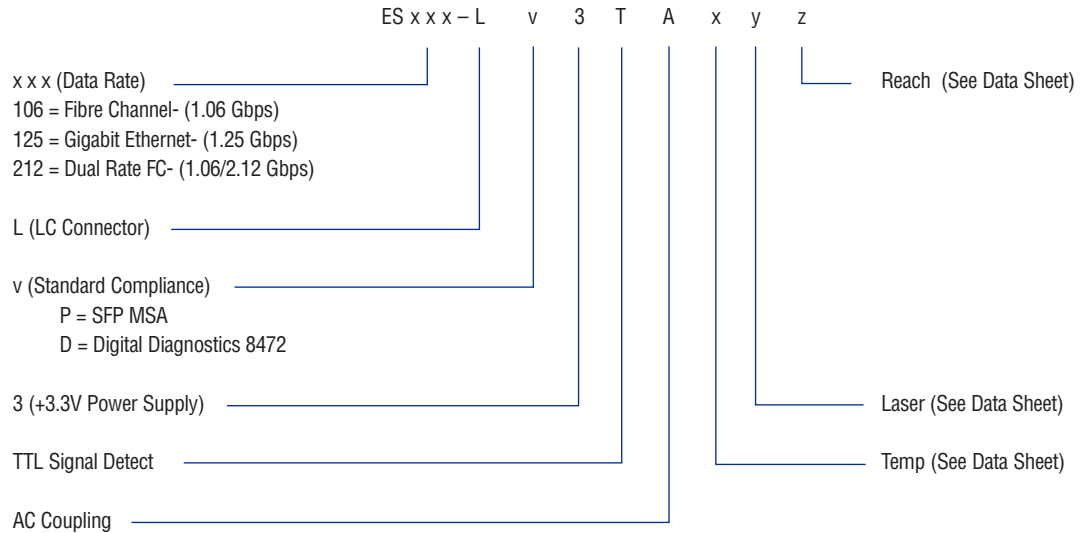 ES x x x – L v 3 T A x y z
x x x (Data Rate)
106 = Fibre Channel- (1.06 Gbps)
125 = Gigabit Ethernet- (1.25 Gbps)
212 = Dual Rate FC- (1.06/2.12 Gbps)
L (LC Connector)
v (Standard Compliance)
P = SFP MSA
D = Digital Diagnostics 8472
3 (+3.3V Power Supply)
TTL Signal Detect
AC Coupling
Reach (See Data Sheet)
Laser (See Data Sheet)
Temp (See Data Sheet)